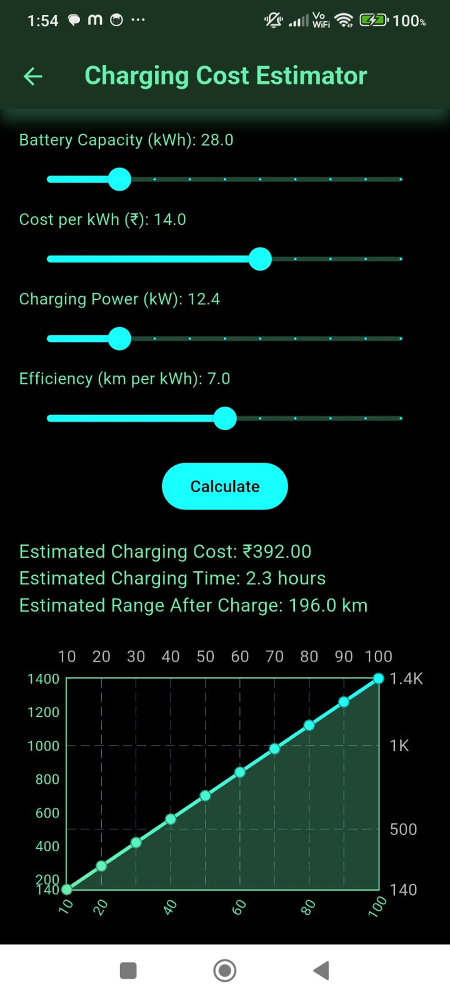 1:54 m ... Vo WiFi 100%
Charging Cost Estimator
Battery Capacity (kWh): 28.0
Cost per kWh (₹): 14.0
Charging Power (kW): 12.4
Efficiency (km per kWh): 7.0
Calculate
Estimated Charging Cost: ₹392.00
Estimated Charging Time: 2.3 hours
Estimated Range After Charge: 196.0 km
10 20 30 40 50 60 70 80 90 100
1400 1.4K
1200
1000 1K
800
600
500
400
200
140 140
10 20 40 60 80 100